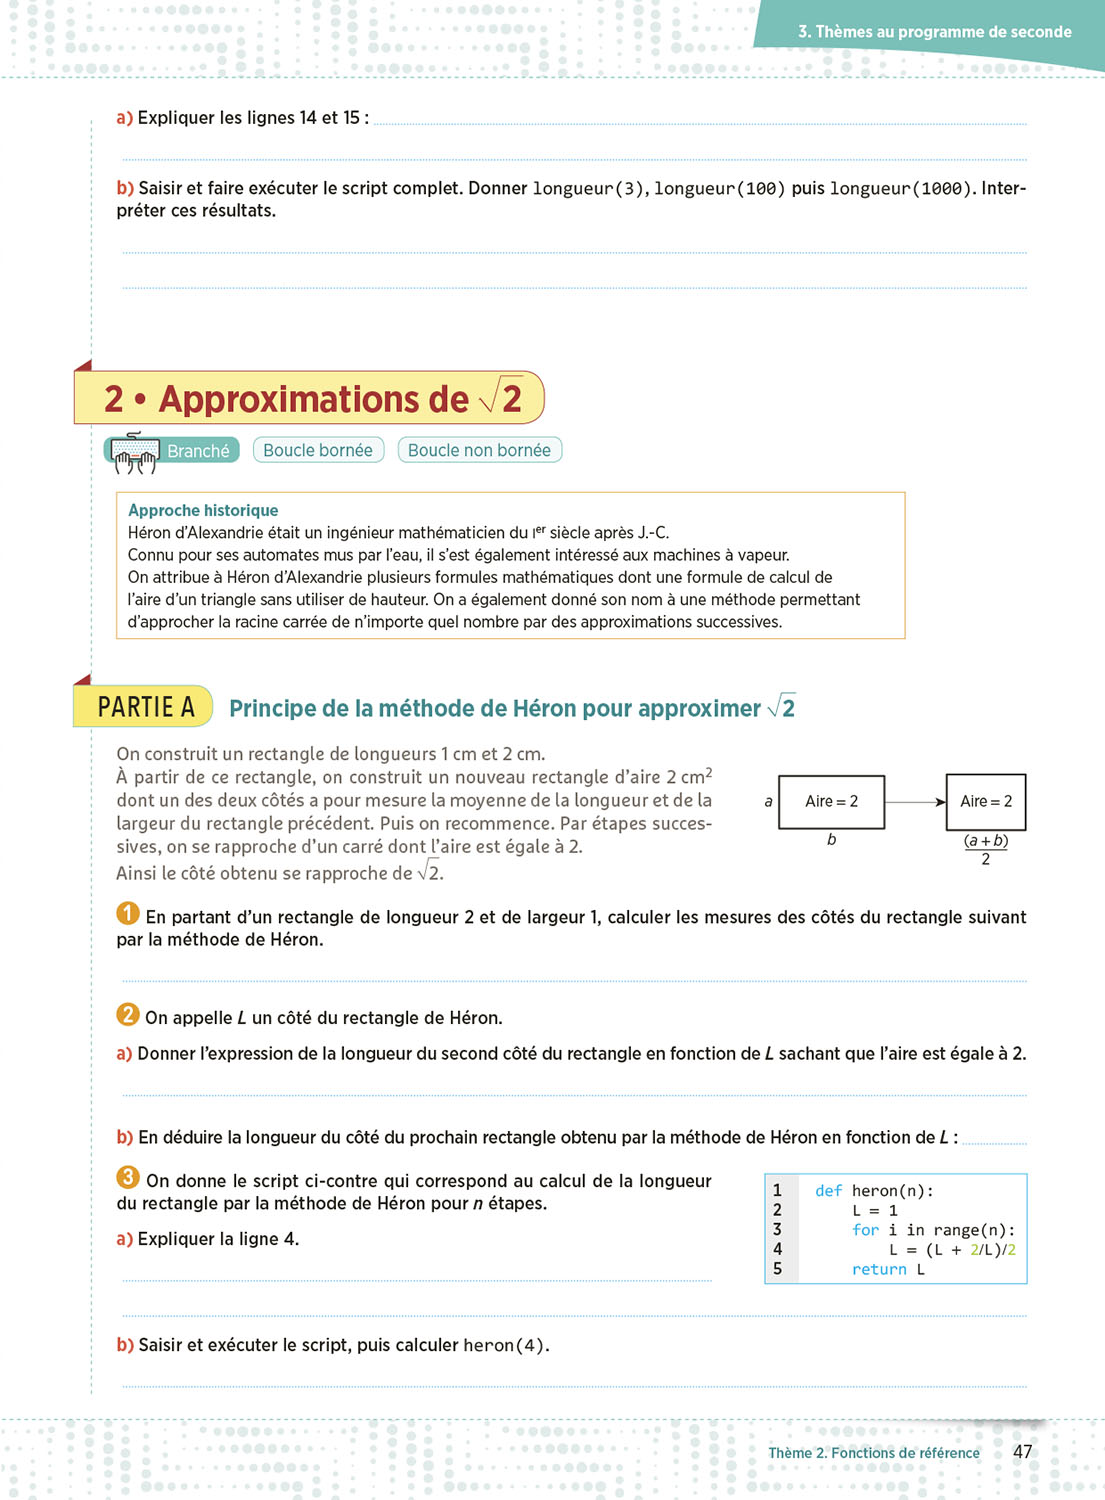 3. Thèmes au programme de seconde
a) Expliquer les lignes 14 et 15 :
b) Saisir et faire exécuter le script complet. Donner longueur(3), longueur(100) puis longueur(1000). Inter-
préter ces résultats.
2 • Approximations de √2
Branché Boucle bornée Boucle non bornée
Approche historique
Héron d'Alexandrie était un ingénieur mathématicien du Ier siècle après J.-C.
Connu pour ses automates mus par l'eau, il s'est également intéressé aux machines à vapeur.
On attribue à Héron d'Alexandrie plusieurs formules mathématiques dont une formule de calcul de
l'aire d'un triangle sans utiliser de hauteur. On a également donné son nom à une méthode permettant
d'approcher la racine carrée de n'importe quel nombre par des approximations successives.
PARTIE A Principe de la méthode de Héron pour approximer √2
On construit un rectangle de longueurs 1 cm et 2 cm.
À partir de ce rectangle, on construit un nouveau rectangle d'aire 2 cm²
dont un des deux côtés a pour mesure la moyenne de la longueur et de la
largeur du rectangle précédent. Puis on recommence. Par étapes succes-
sives, on se rapproche d'un carré dont l'aire est égale à 2.
Ainsi le côté obtenu se rapproche de √2.
a Aire = 2 Aire = 2
b (a + b)
2
1 En partant d'un rectangle de longueur 2 et de largeur 1, calculer les mesures des côtés du rectangle suivant
par la méthode de Héron.
2 On appelle L un côté du rectangle de Héron.
a) Donner l'expression de la longueur du second côté du rectangle en fonction de L sachant que l'aire est égale à 2.
b) En déduire la longueur du côté du prochain rectangle obtenu par la méthode de Héron en fonction de L :
3 On donne le script ci-contre qui correspond au calcul de la longueur
du rectangle par la méthode de Héron pour n étapes.
a) Expliquer la ligne 4.
1 def heron(n):
2 L = 1
3 for i in range(n):
4 L = (L + 2/L)/2
5 return L
b) Saisir et exécuter le script, puis calculer heron(4).
Thème 2. Fonctions de référence 47